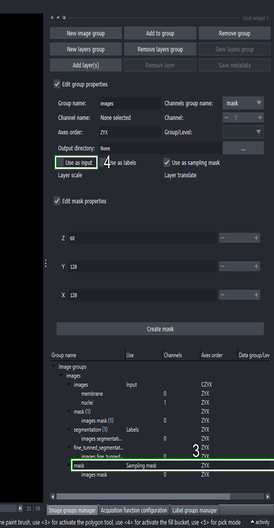 Dock widget 1
New image group Add to group Remove group
New layers group Remove layers group Save layers group
Add layer(s) Remove layer Save metadata
Edit group properties
Group name: images Channels group name: mask
Channel name: None selected Channel: 0
Axes order: ZYX Group/Level:
Output directory: None ...
Use as input 4 Use as labels Use as sampling mask
Layer scale Layer translate
Edit mask properties
Z 60
Y 128
X 128
Create mask
Group name Use Channels Axes order Data group/Lev
Image groups
images
images Input CZYX
membrane 0 ZYX
nuclei 1 ZYX
mask (1) ZYX
images mask (1) 0 ZYX
segmentation (1) Labels ZYX
images segmentati... 0 ZYX
fine_tunned_segmentat... 3 ZYX
images fine_tunned... 0 ZYX
mask Sampling mask ZYX
images mask 0 ZYX
Image groups manager Acquisition function configuration Label groups manager
he paint brush, use <3> for activate the polygon tool, use <4> for activate the fill bucket, use <5> for pick mode activity